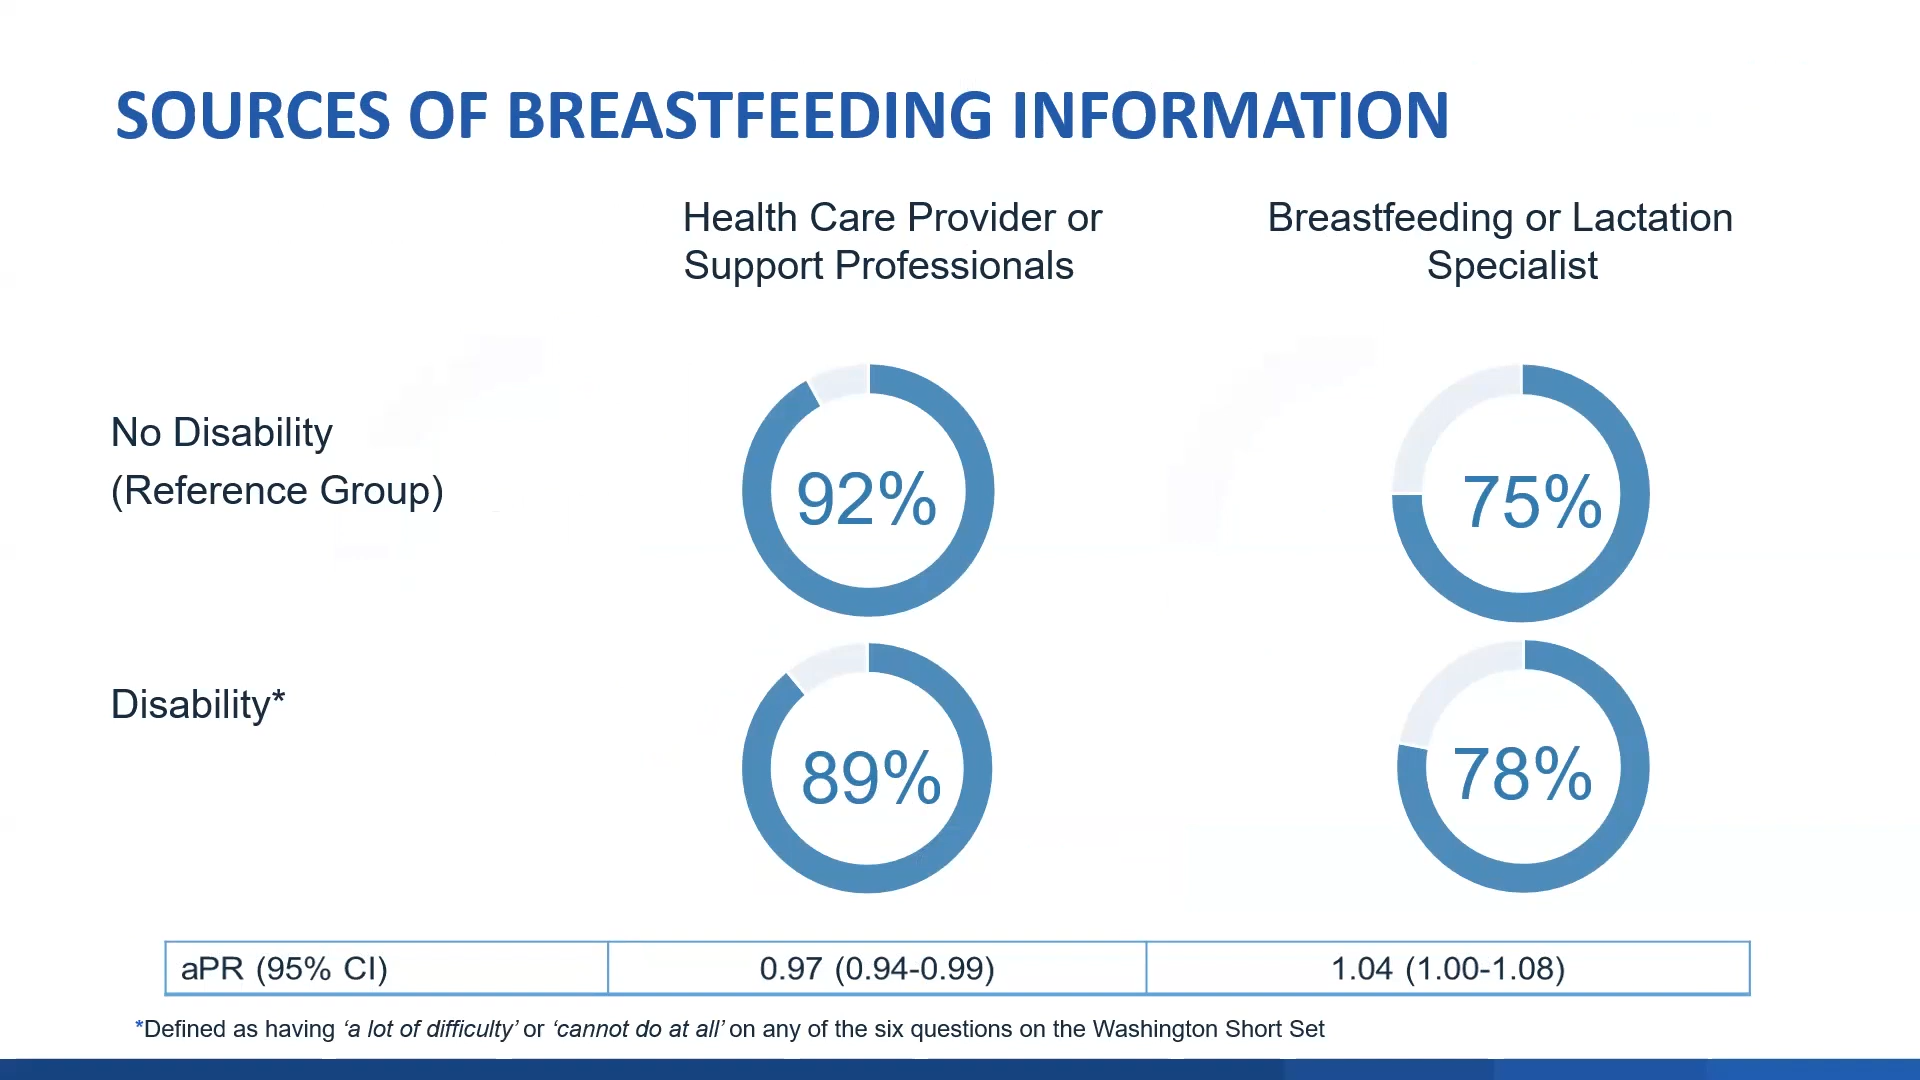 SOURCES OF BREASTFEEDING INFORMATION
Health Care Provider or
Support Professionals
Breastfeeding or Lactation
Specialist
No Disability
(Reference Group)
92%
75%
Disability*
89%
78%
aPR (95% CI)
0.97 (0.94-0.99)
1.04 (1.00-1.08)
*Defined as having ‘a lot of difficulty’ or ‘cannot do at all’ on any of the six questions on the Washington Short Set